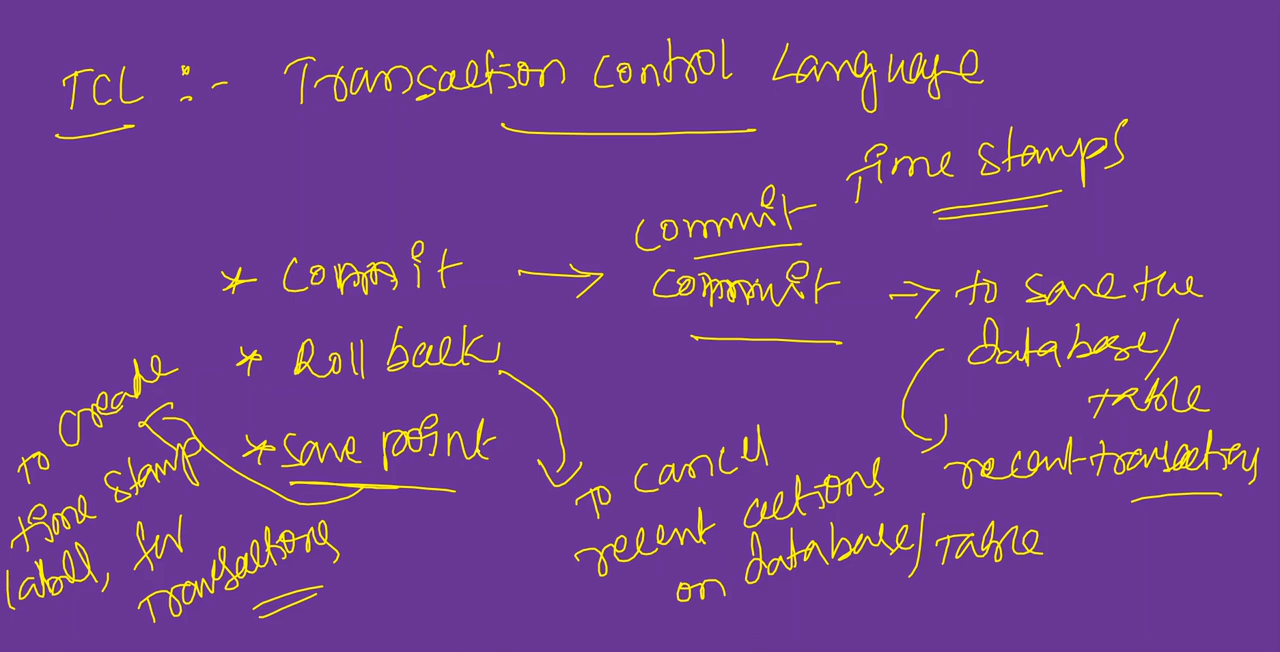 TCL :- Transaction Control Language
Time stamps
commit
* Commit → commit → to save the
database/
Table
recent transactions
* Roll back
To cancel
recent actions
on database/Table
* save point
To create
time stamp
label, for
Transactions